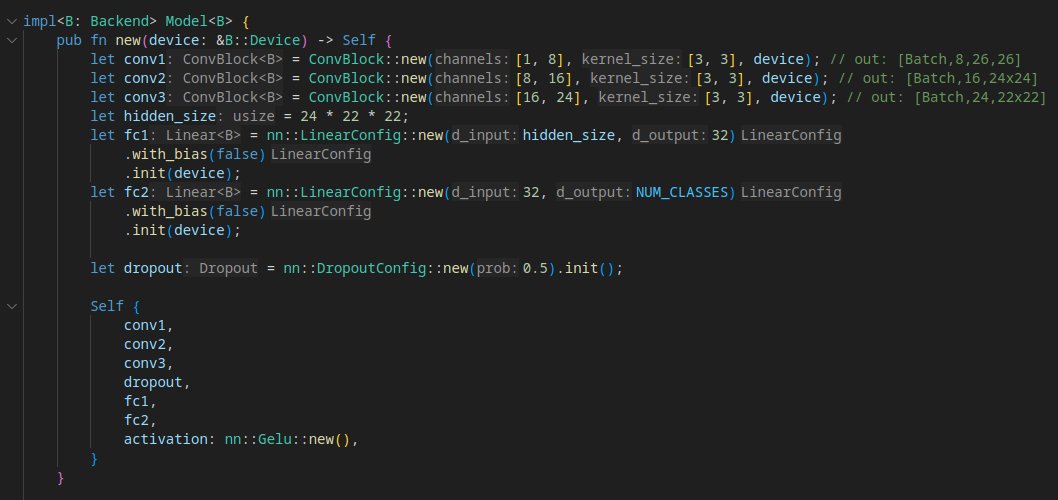 impl<B: Backend> Model<B> {
    pub fn new(device: &B::Device) -> Self {
        let conv1: ConvBlock<B> = ConvBlock::new(channels: [1, 8], kernel_size: [3, 3], device); // out: [Batch,8,26,26]
        let conv2: ConvBlock<B> = ConvBlock::new(channels: [8, 16], kernel_size: [3, 3], device); // out: [Batch,16,24x24]
        let conv3: ConvBlock<B> = ConvBlock::new(channels: [16, 24], kernel_size: [3, 3], device); // out: [Batch,24,22x22]
        let hidden_size: usize = 24 * 22 * 22;
        let fc1: Linear<B> = nn::LinearConfig::new(d_input: hidden_size, d_output: 32) LinearConfig
            .with_bias(false) LinearConfig
            .init(device);
        let fc2: Linear<B> = nn::LinearConfig::new(d_input: 32, d_output: NUM_CLASSES) LinearConfig
            .with_bias(false) LinearConfig
            .init(device);

        let dropout: Dropout = nn::DropoutConfig::new(prob: 0.5).init();

        Self {
            conv1,
            conv2,
            conv3,
            dropout,
            fc1,
            fc2,
            activation: nn::Gelu::new(),
        }
    }